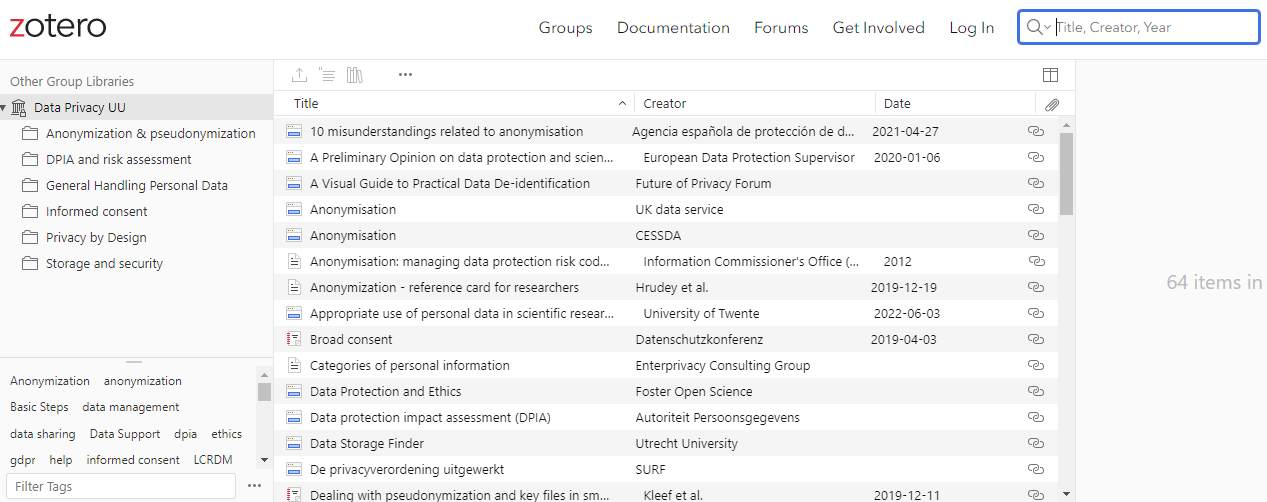 zotero
Groups Documentation Forums Get Involved Log In Title, Creator, Year
Other Group Libraries
Data Privacy UU
Anonymization & pseudonymization
DPIA and risk assessment
General Handling Personal Data
Informed consent
Privacy by Design
Storage and security
Anonymization anonymization
Basic Steps data management
data sharing Data Support dpia ethics
gdpr help informed consent LCRDM
Filter Tags
Title Creator Date
10 misunderstandings related to anonymisation Agencia española de protección de d... 2021-04-27
A Preliminary Opinion on data protection and scien... European Data Protection Supervisor 2020-01-06
A Visual Guide to Practical Data De-identification Future of Privacy Forum
Anonymisation UK data service
Anonymisation CESSDA
Anonymisation: managing data protection risk cod... Information Commissioner's Office (... 2012
Anonymization - reference card for researchers Hrudey et al. 2019-12-19
Appropriate use of personal data in scientific resear... University of Twente 2022-06-03
Broad consent Datenschutzkonferenz 2019-04-03
Categories of personal information Enterprivacy Consulting Group
Data Protection and Ethics Foster Open Science
Data protection impact assessment (DPIA) Autoriteit Persoonsgegevens
Data Storage Finder Utrecht University
De privacyverordening uitgewerkt SURF
Dealing with pseudonymization and key files in sm... Kleef et al. 2019-12-11
64 items in